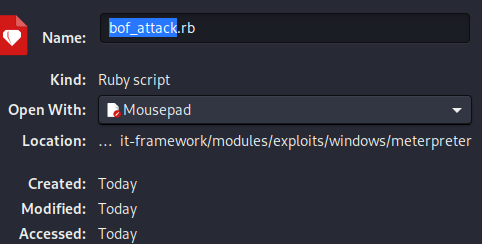 Name: bof_attack.rb
Kind: Ruby script
Open With: Mousepad
Location: ... it-framework/modules/exploits/windows/meterpreter
Created: Today
Modified: Today
Accessed: Today